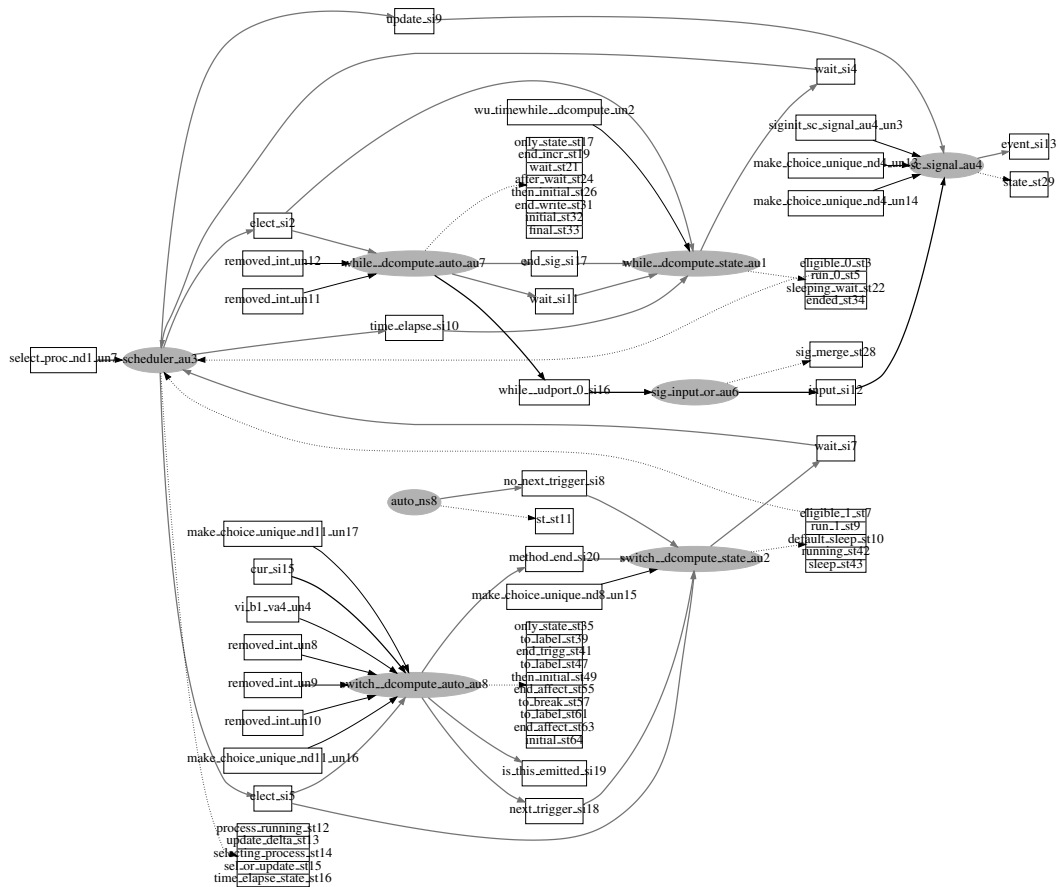 update_si9
wait_si4
wu_timewhile__dcompute_un2
siginit_sc_signal_au4_un3
event_si13
only_state_st17
end_incr_st19
wait_st21
after_wait_st24
then_initial_st26
end_write_st31
initial_st32
final_st33
make_choice_unique_nd4_un13
sc_signal_au4
state_st29
make_choice_unique_nd4_un14
elect_si2
removed_int_un12
while__dcompute_auto_au7
end_sig_si17
while__dcompute_state_au1
eligible_0_st3
run_0_st5
sleeping_wait_st22
ended_st34
removed_int_un11
wait_si11
time_elapse_si10
select_proc_nd1_un7
scheduler_au3
sig_merge_st28
while__udport_0_si16
sig_input_or_au6
input_si12
wait_si7
no_next_trigger_si8
auto_ns8
st_st11
eligible_1_st7
run_1_st9
default_sleep_st10
running_st42
sleep_st43
make_choice_unique_nd11_un17
method_end_si20
switch__dcompute_state_au2
cur_si15
make_choice_unique_nd8_un15
vi_b1_va4_un4
only_state_st35
to_label_st39
end_trigg_st41
to_label_st47
then_initial_st49
end_affect_st55
to_break_st57
to_label_st61
end_affect_st63
initial_st64
removed_int_un8
removed_int_un9
switch__dcompute_auto_au8
removed_int_un10
make_choice_unique_nd11_un16
is_this_emitted_si19
elect_si5
next_trigger_si18
process_running_st12
update_delta_st13
selecting_process_st14
sel_or_update_st15
time_elapse_state_st16